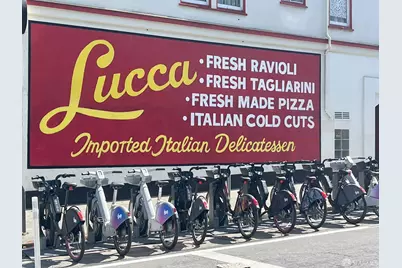 Lucca
• FRESH RAVIOLI
• FRESH TAGLIARINI
• FRESH MADE PIZZA
• ITALIAN COLD CUTS
Imported Italian Delicatessen